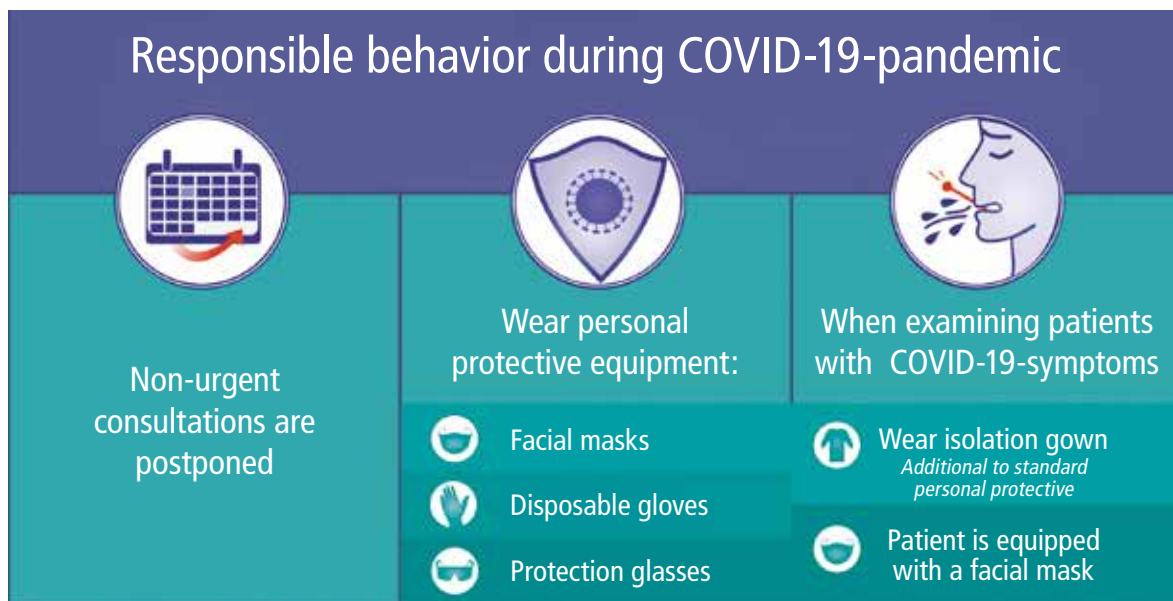 Responsible behavior during COVID-19-pandemic
Non-urgent
consultations are
postponed
Wear personal
protective equipment:
Facial masks
Disposable gloves
Protection glasses
When examining patients
with COVID-19-symptoms
Wear isolation gown
Additional to standard
personal protective
Patient is equipped
with a facial mask